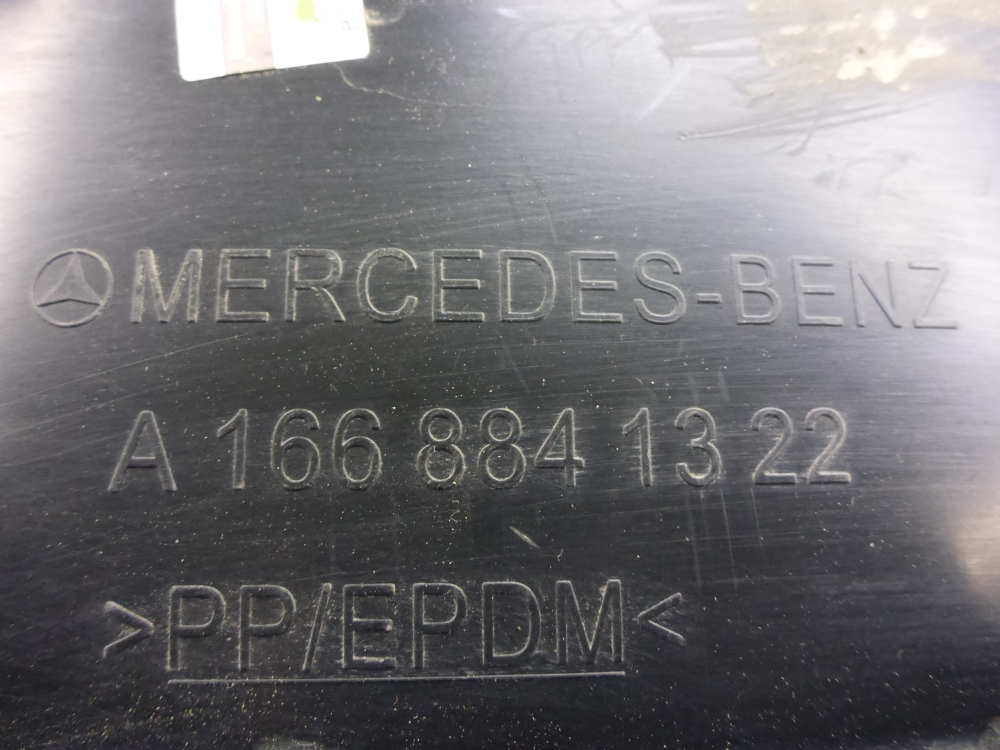 MERCEDES-BENZ
A 166 884 13 22
>PP/EPDM<